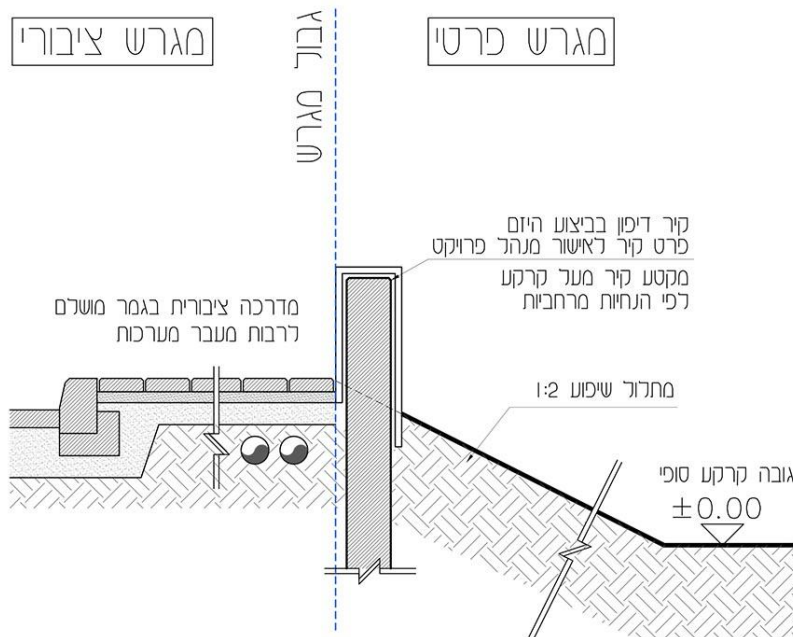 מגרש ציבורי
גבול מגרש
מגרש פרטי
קיר דיפון בביצוע היזם
פרט קיר לאישור מנהל פרויקט
מקטע קיר מעל קרקע
לפי הנחיות מרחביות
מדרכה ציבורית בגמר מושלם
לרבות מעבר מערכות
מתלול שיפוע 1:2
גובה קרקע סופי
±0.00